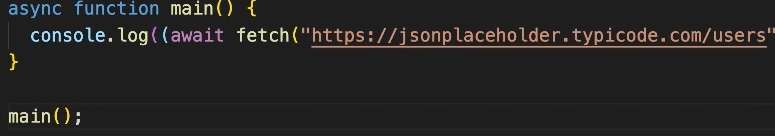 async function main() {
  console.log((await fetch("https://jsonplaceholder.typicode.com/users"
}
main();